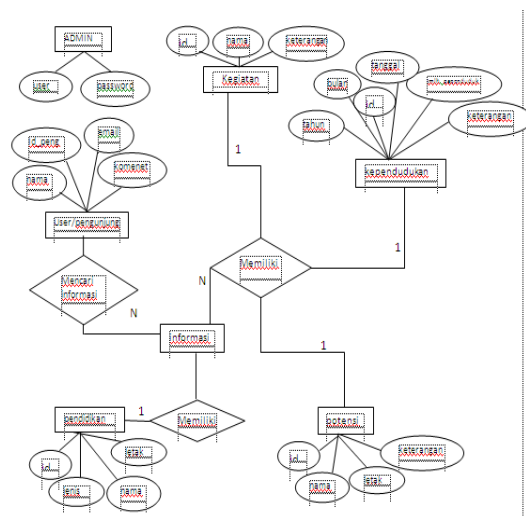 ADMIN
user
password
id
nama
keterangan
Kegiatan
tanggal
bulan
id
tahun
keterangan
kependudukan
id_peng
email
nama
komenet
User/pengunjung
1
1
Memiliki
Mencari
informasi
N
N
informasi
1
pendidikan
1
Memiliki
potensi
id
letak
jenis
nama
id
keterangan
nama
letak